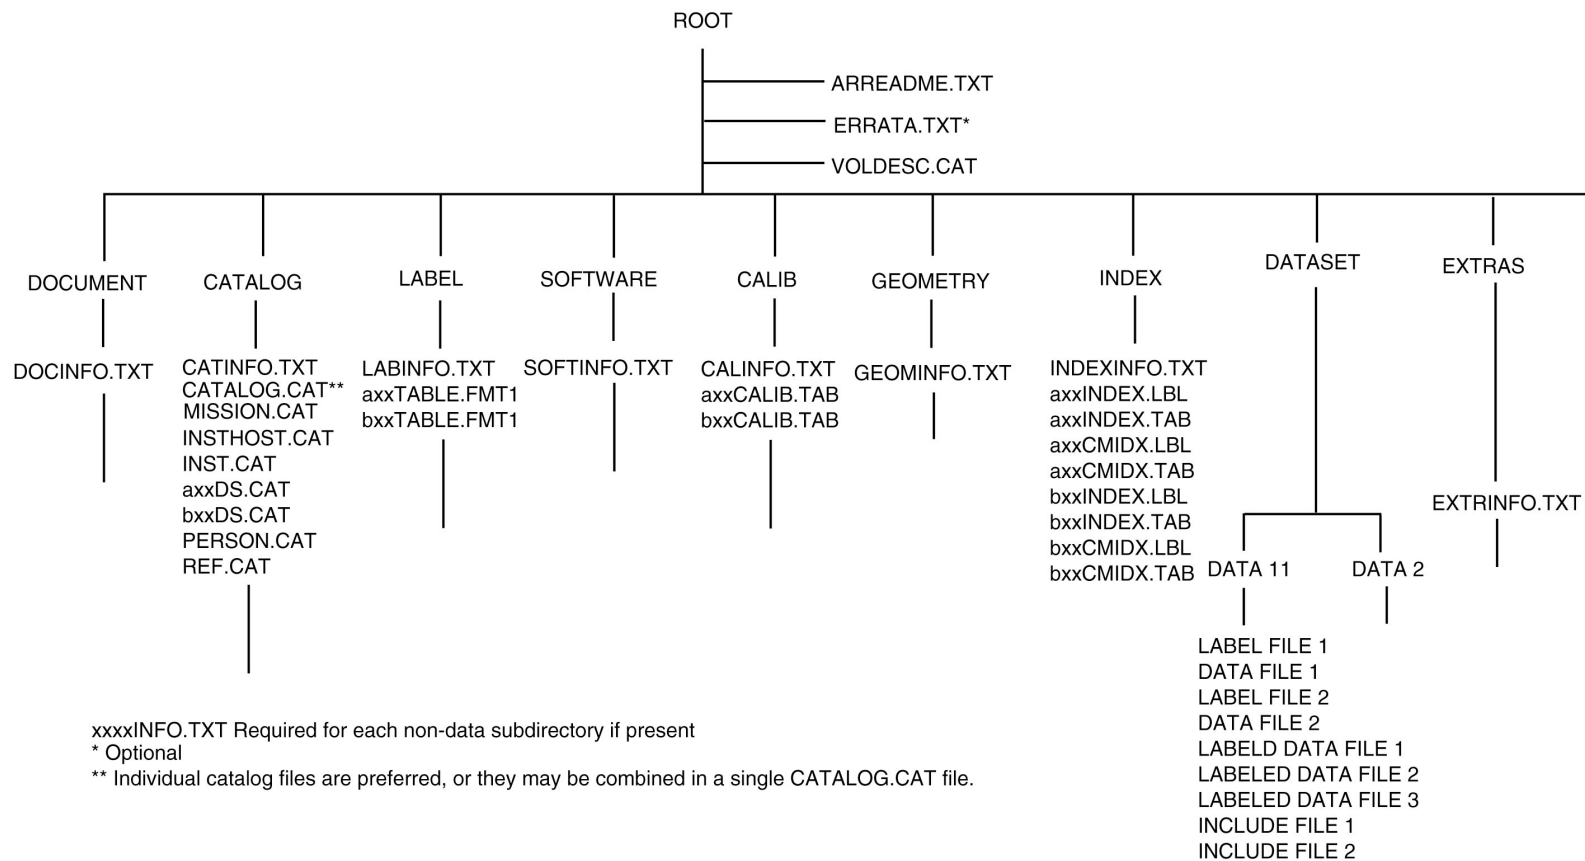 ROOT
ARREADME.TXT
ERRATA.TXT*
VOLDESC.CAT
DOCUMENT
DOCINFO.TXT
CATALOG
CATINFO.TXT
CATALOG.CAT**
MISSION.CAT
INSTHOST.CAT
INST.CAT
axxDS.CAT
bxxDS.CAT
PERSON.CAT
REF.CAT
LABEL
LABINFO.TXT
axxTABLE.FMT1
bxxTABLE.FMT1
SOFTWARE
SOFTINFO.TXT
CALIB
CALINFO.TXT
axxCALIB.TAB
bxxCALIB.TAB
GEOMETRY
GEOMINFO.TXT
INDEX
INDEXINFO.TXT
axxINDEX.LBL
axxINDEX.TAB
axxCMIDX.LBL
axxCMIDX.TAB
bxxINDEX.LBL
bxxINDEX.TAB
bxxCMIDX.LBL
bxxCMIDX.TAB
DATASET
DATA 11
LABEL FILE 1
DATA FILE 1
LABEL FILE 2
DATA FILE 2
LABELD DATA FILE 1
LABELED DATA FILE 2
LABELED DATA FILE 3
INCLUDE FILE 1
INCLUDE FILE 2
DATA 2
EXTRAS
EXTRINFO.TXT
xxxxINFO.TXT Required for each non-data subdirectory if present
* Optional
** Individual catalog files are preferred, or they may be combined in a single CATALOG.CAT file.